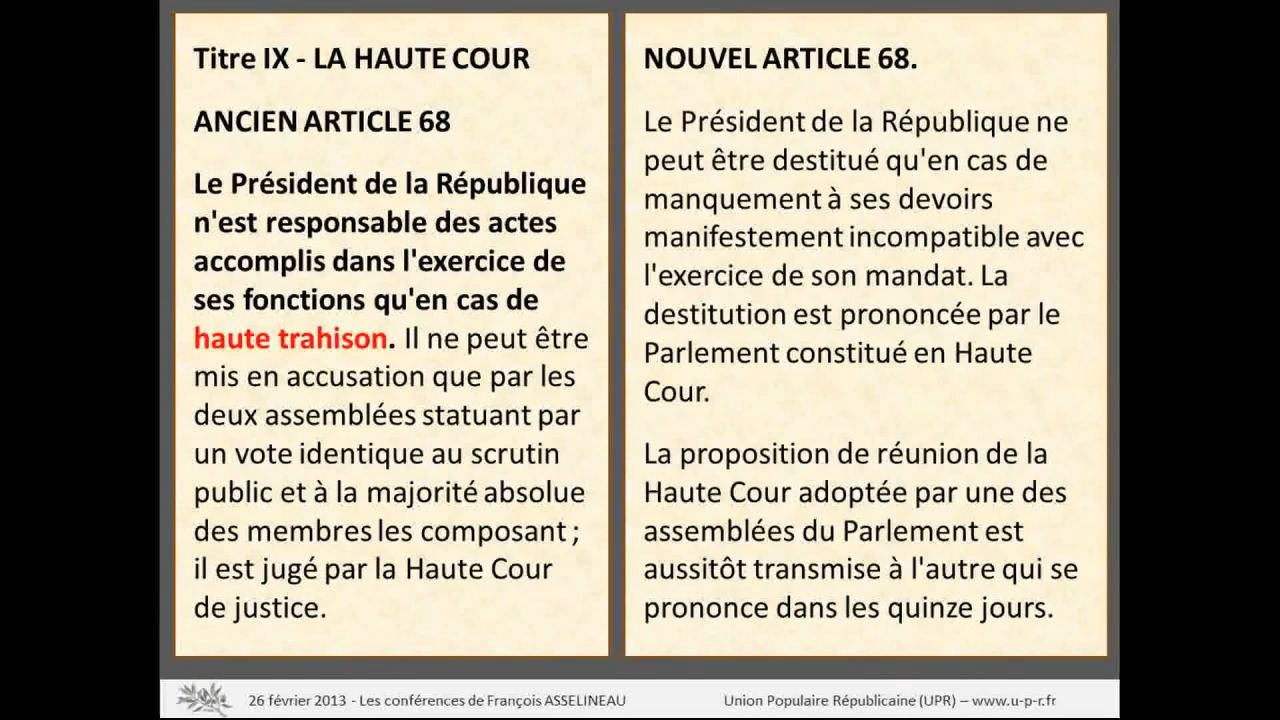 Titre IX - LA HAUTE COUR
ANCIEN ARTICLE 68
Le Président de la République
n'est responsable des actes
accomplis dans l'exercice de
ses fonctions qu'en cas de
haute trahison. Il ne peut être
mis en accusation que par les
deux assemblées statuant par
un vote identique au scrutin
public et à la majorité absolue
des membres les composant ;
il est jugé par la Haute Cour
de justice.
NOUVEL ARTICLE 68.
Le Président de la République ne
peut être destitué qu'en cas de
manquement à ses devoirs
manifestement incompatible avec
l'exercice de son mandat. La
destitution est prononcée par le
Parlement constitué en Haute
Cour.
La proposition de réunion de la
Haute Cour adoptée par une des
assemblées du Parlement est
aussitôt transmise à l'autre qui se
prononce dans les quinze jours.
26 février 2013 - Les conférences de François ASSELINEAU
Union Populaire Républicaine (UPR) – www.u-p-r.fr